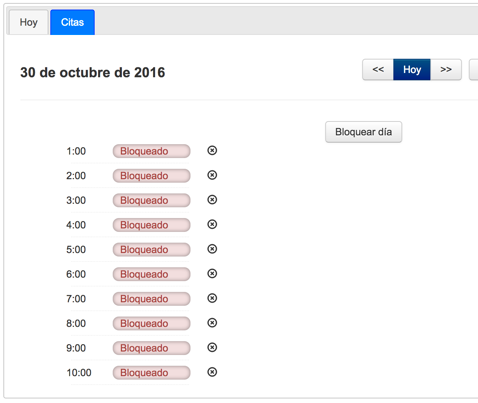 Hoy Citas
30 de octubre de 2016 << Hoy >>
Bloquear día
1:00 Bloqueado
2:00 Bloqueado
3:00 Bloqueado
4:00 Bloqueado
5:00 Bloqueado
6:00 Bloqueado
7:00 Bloqueado
8:00 Bloqueado
9:00 Bloqueado
10:00 Bloqueado